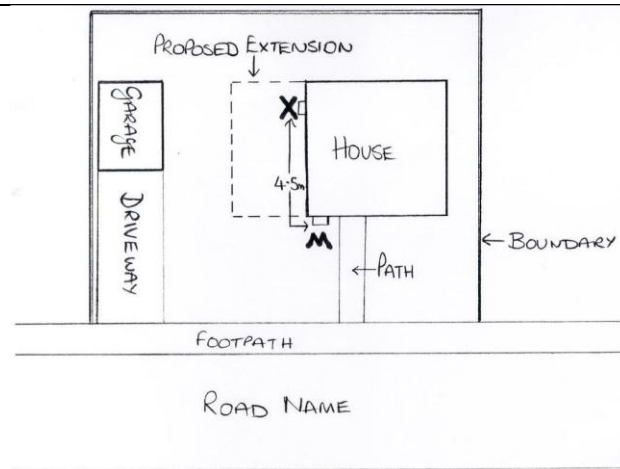 PROPOSED EXTENSION
GARAGE
X
HOUSE
4.5m
DRIVEWAY
M
BOUNDARY
PATH
FOOTPATH
ROAD NAME